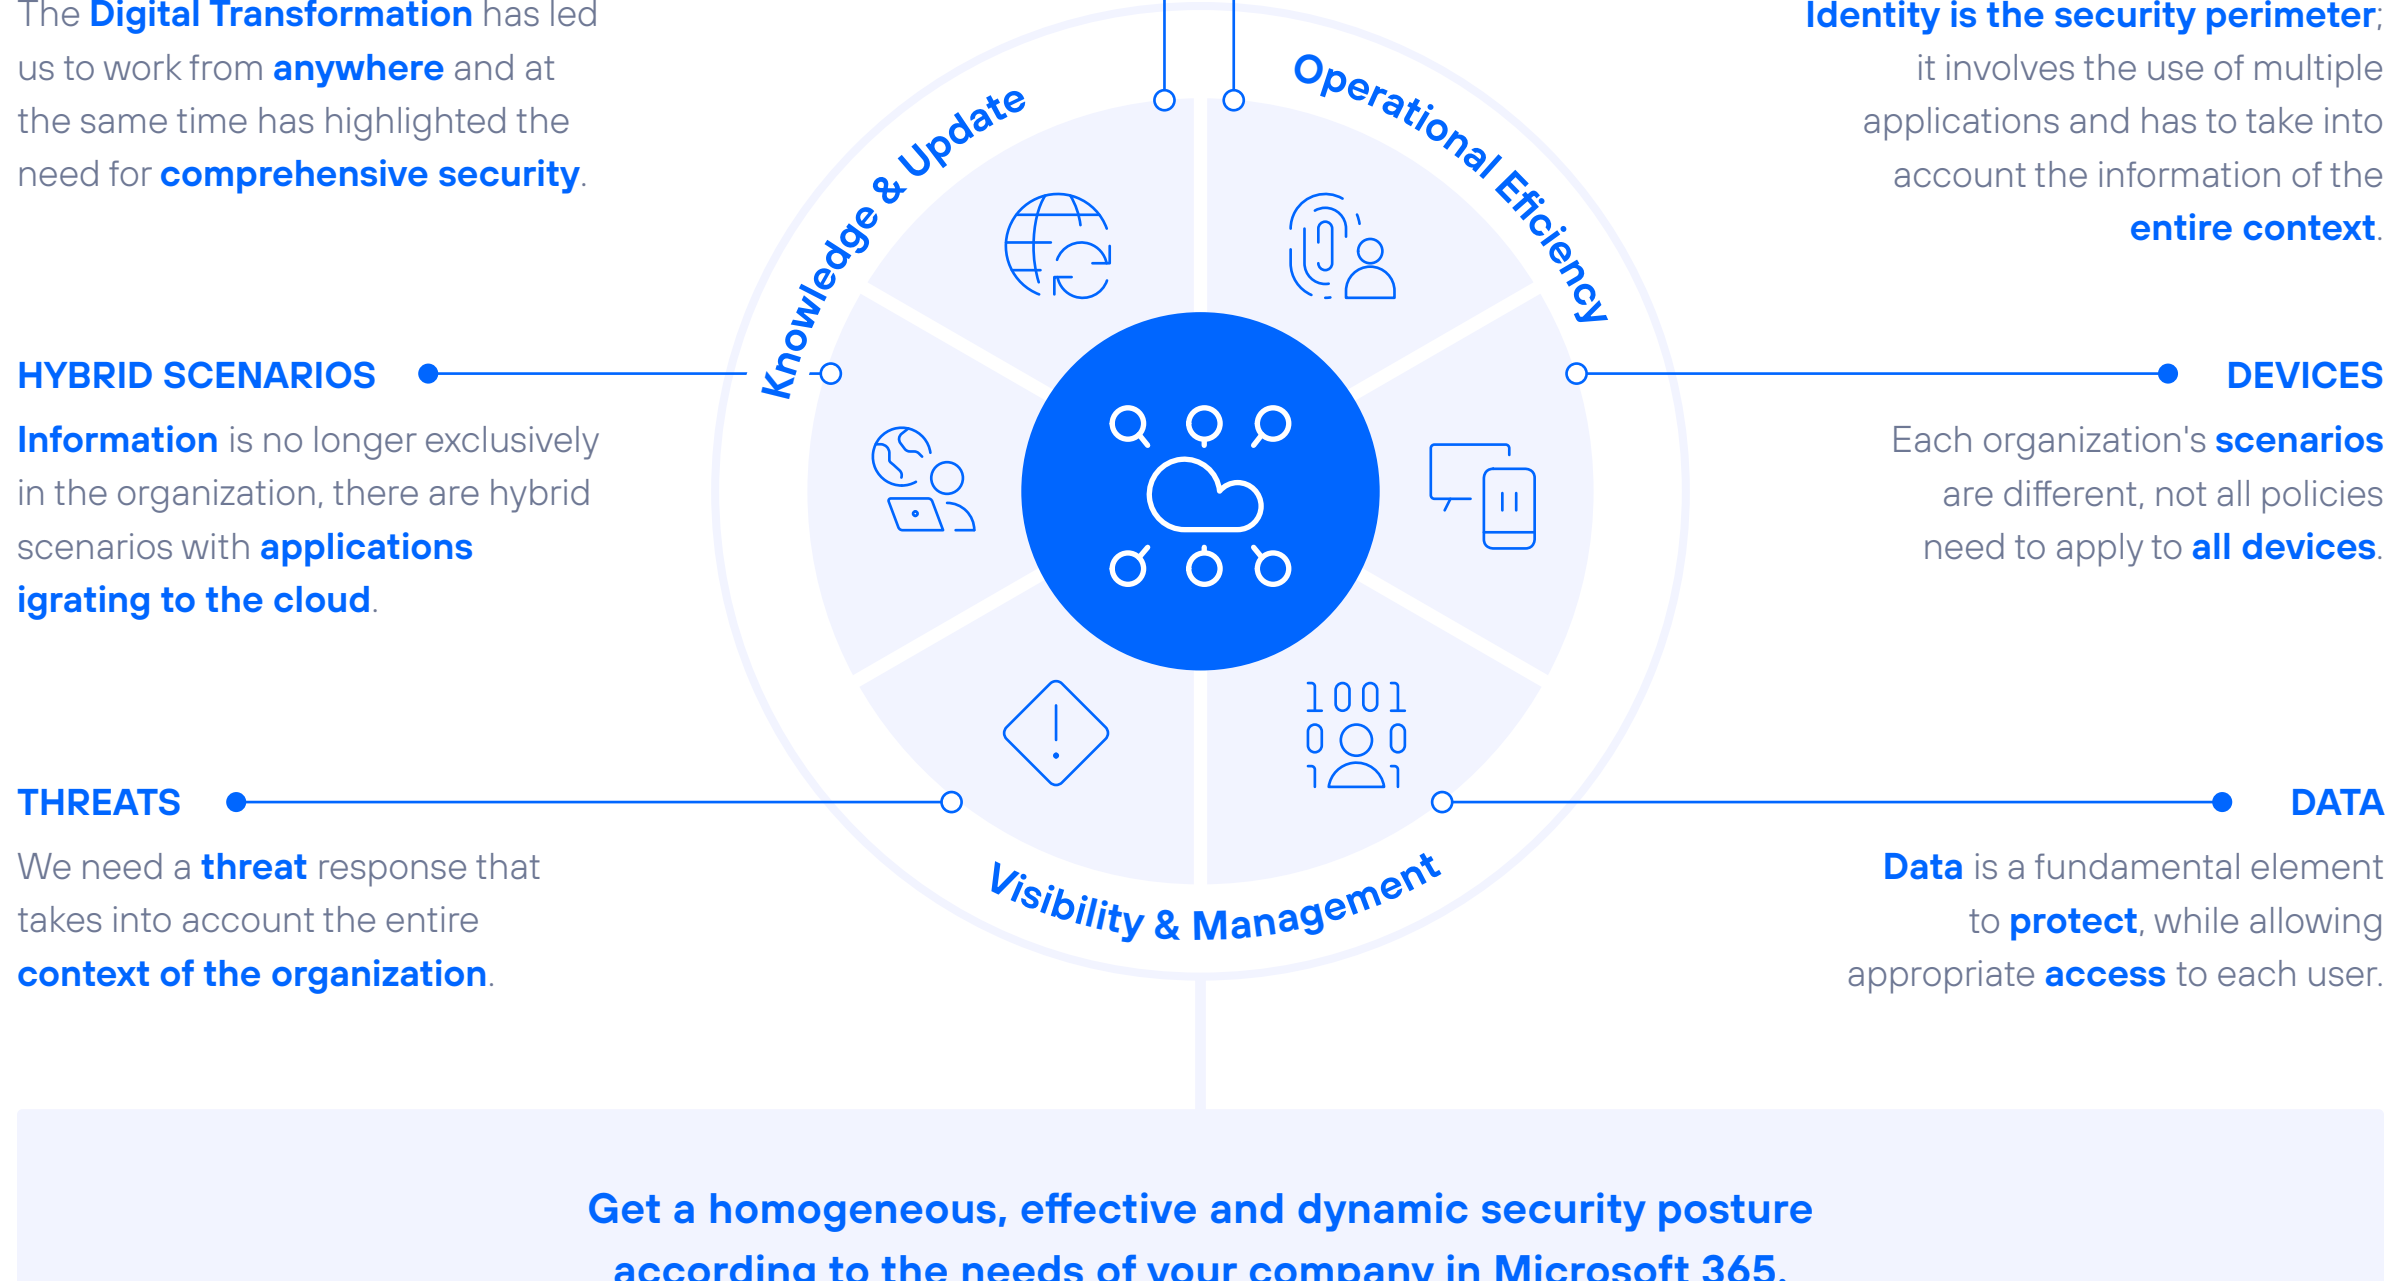 The Digital Transformation has led
us to work from anywhere and at
the same time has highlighted the
need for comprehensive security.
Identity is the security perimeter;
it involves the use of multiple
applications and has to take into
account the information of the
entire context.
Knowledge & Update
Operational Eficiency
HYBRID SCENARIOS
Information is no longer exclusively
in the organization, there are hybrid
scenarios with applications
igrating to the cloud.
DEVICES
Each organization's scenarios
are different, not all policies
need to apply to all devices.
1001
0 0
1 1
THREATS
We need a threat response that
takes into account the entire
context of the organization.
DATA
Data is a fundamental element
to protect, while allowing
appropriate access to each user.
Visibility & Management
Get a homogeneous, effective and dynamic security posture
according to the needs of your company in Microsoft 365.